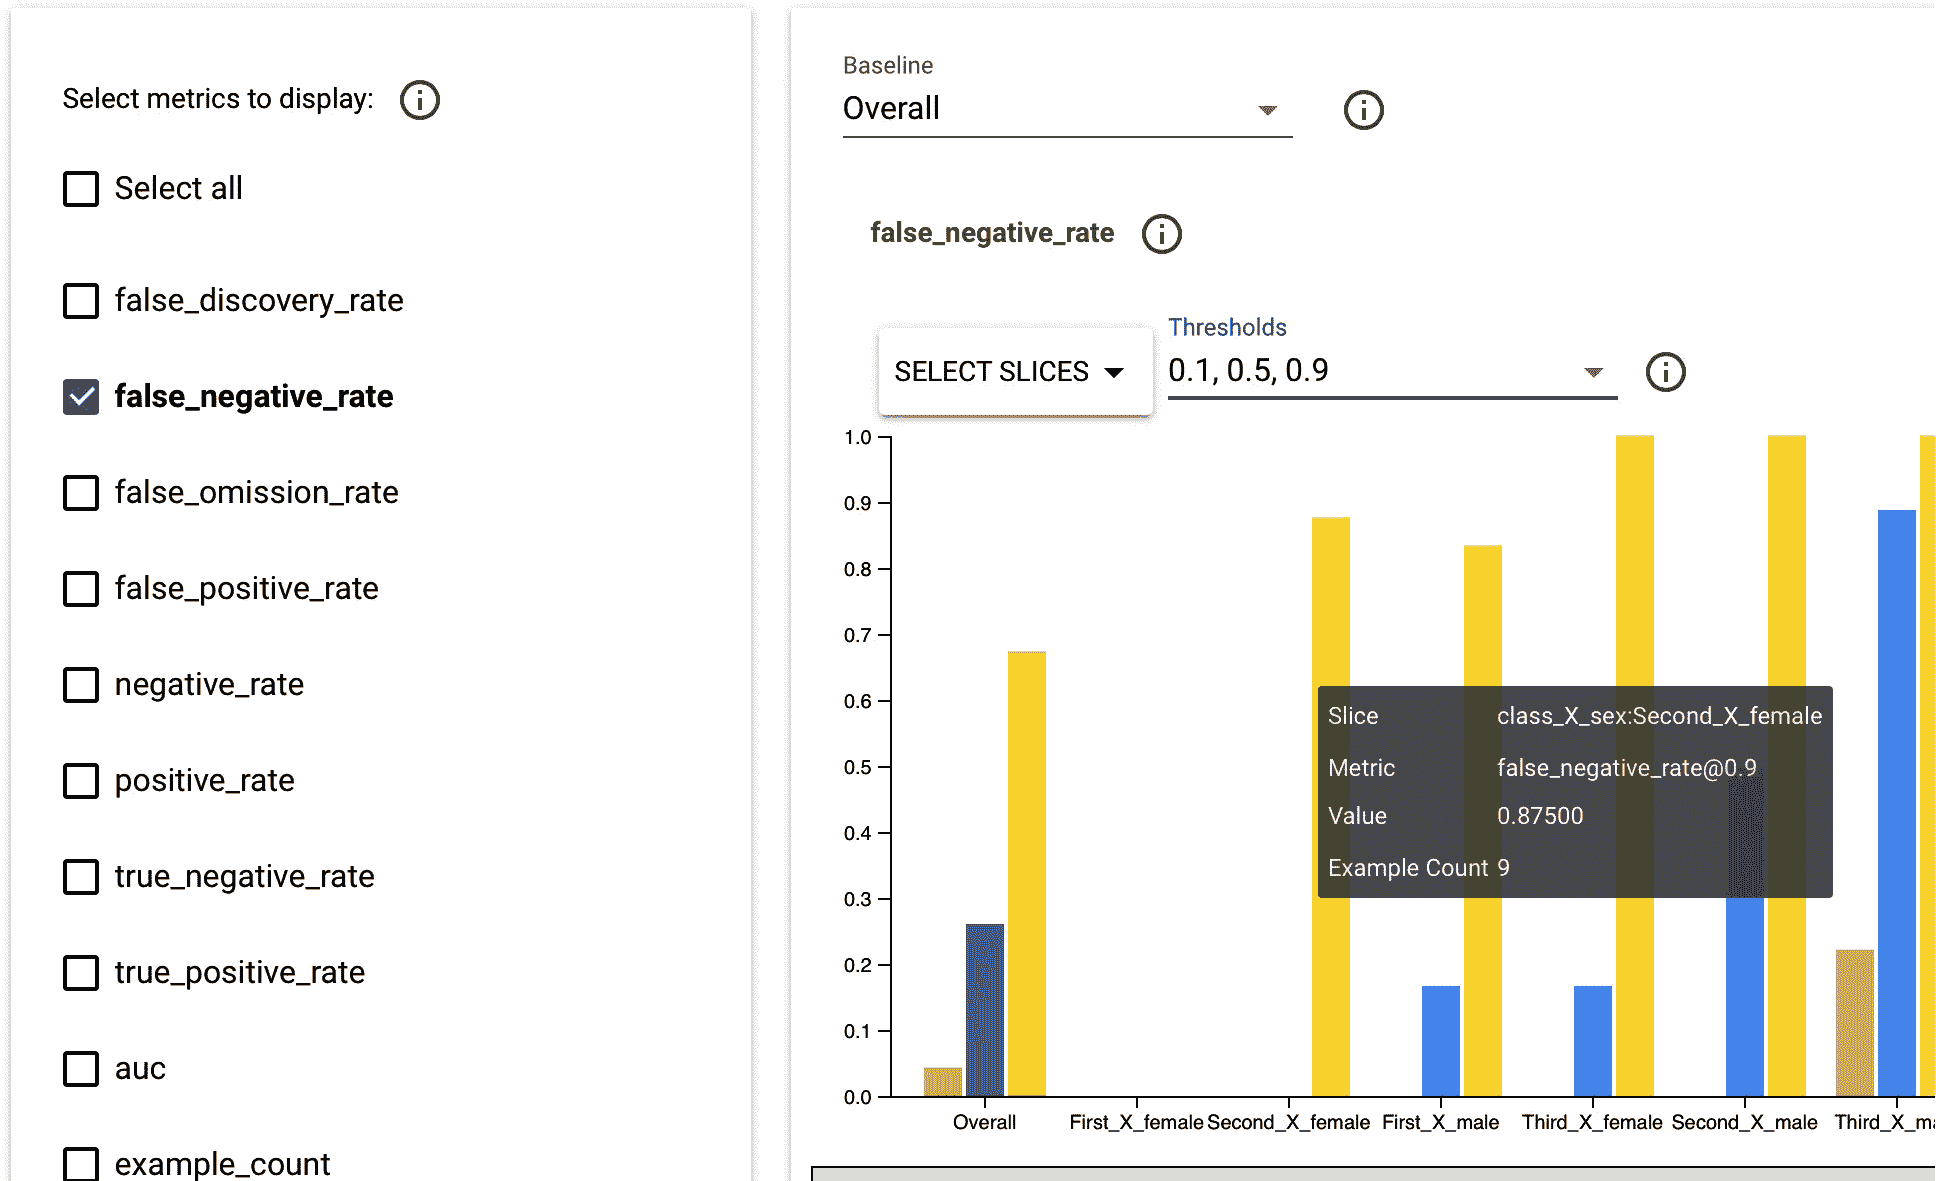 Select metrics to display:
Select all
false_discovery_rate
false_negative_rate
false_omission_rate
false_positive_rate
negative_rate
positive_rate
true_negative_rate
true_positive_rate
auc
example_count
Baseline
Overall
false_negative_rate
SELECT SLICES
Thresholds
0.1, 0.5, 0.9
1.0
0.9
0.8
0.7
0.6
0.5
0.4
0.3
0.2
0.1
0.0
Slice class_X_sex:Second_X_female
Metric false_negative_rate@0.9
Value 0.87500
Example Count 9
Overall First_X_female Second_X_female First_X_male Third_X_female Second_X_male